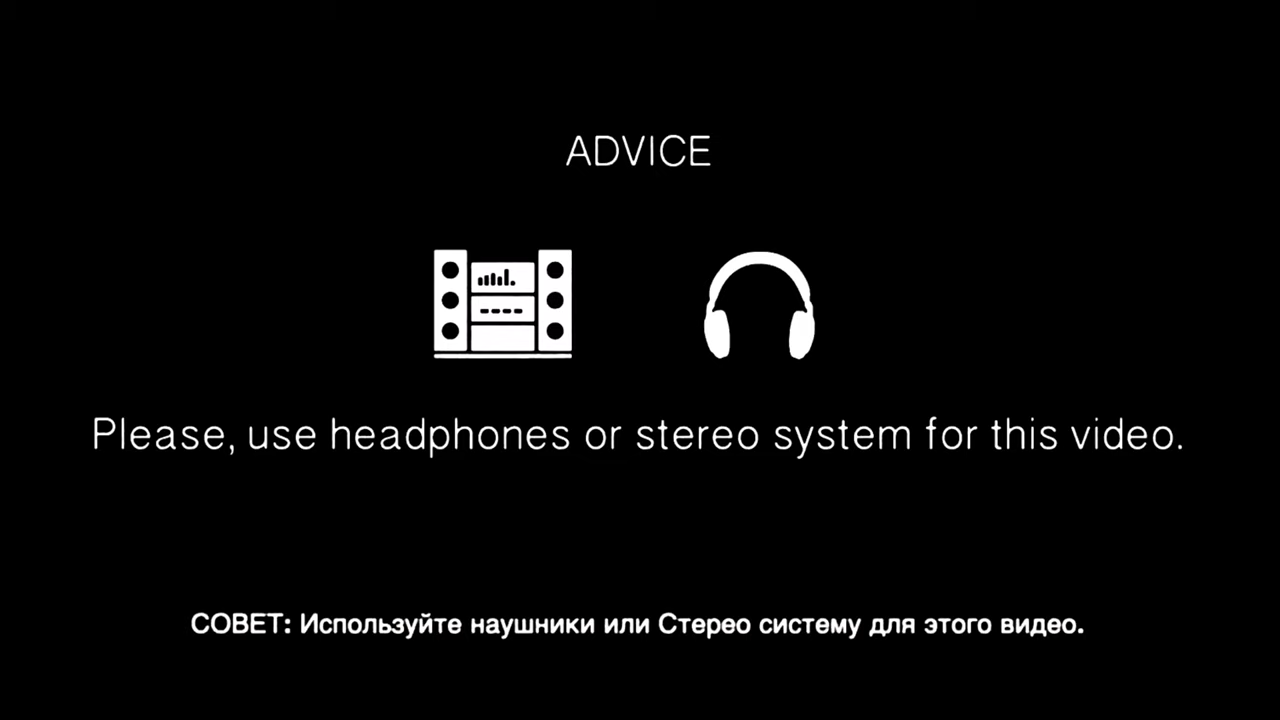 ADVICE
Please, use headphones or stereo system for this video.
СОВЕТ: Используйте наушники или Стерео систему для этого видео.